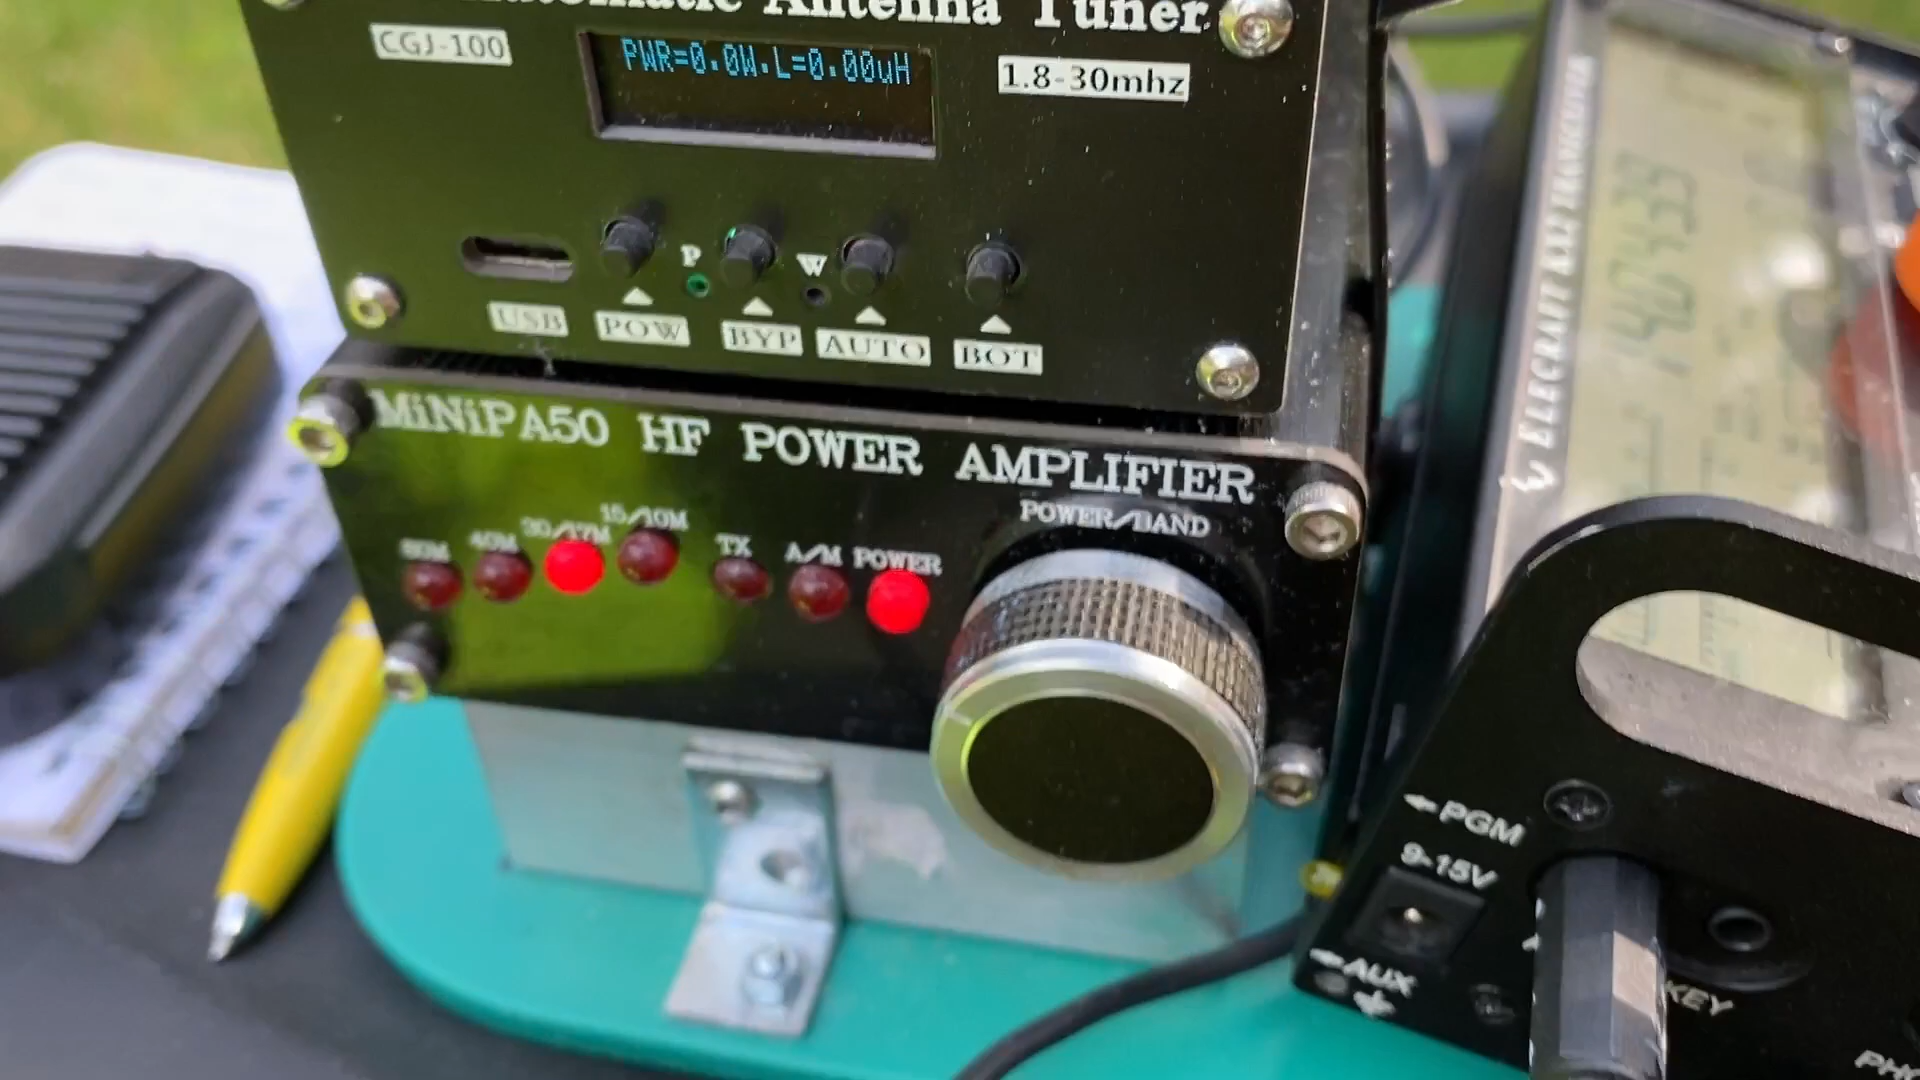 Automatic Antenna Tuner
CGJ-100
PWR=0.0W.L=0.00uH
1.8-30mhz
P
W
USB
POW
BYP
AUTO
BOT
MiNiPA50 HF POWER AMPLIFIER
POWER/BAND
80M
40M
30/17M
15/10M
TX
A/M
POWER
ELECRAFT
PGM
9-15V
AUX
KEY